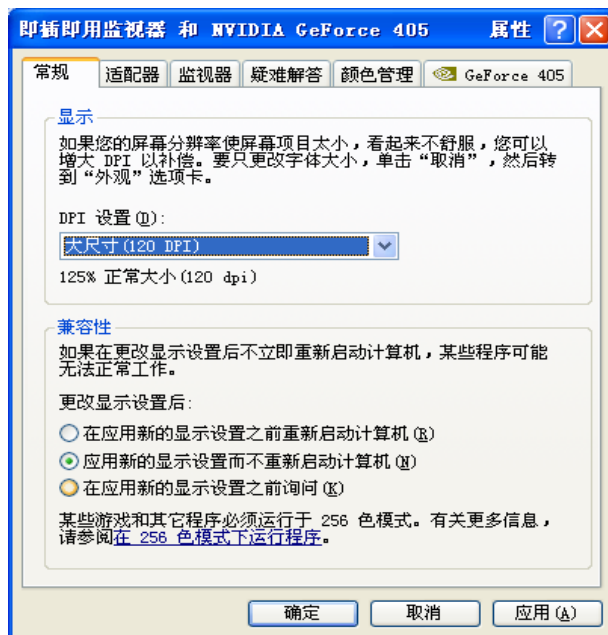 即插即用监视器 和 NVIDIA GeForce 405 属性
常规 适配器 监视器 疑难解答 颜色管理 GeForce 405
显示
如果您的屏幕分辨率使屏幕项目太小，看起来不舒服，您可以
增大 DPI 以补偿。要只更改字体大小，单击“取消”，然后转
到“外观”选项卡。
DPI 设置(D):
大尺寸(120 DPI)
125% 正常大小(120 dpi)
兼容性
如果在更改显示设置后不立即重新启动计算机，某些程序可能
无法正常工作。
更改显示设置后:
在应用新的显示设置之前重新启动计算机(R)
应用新的显示设置而不重新启动计算机(N)
在应用新的显示设置之前询问(K)
某些游戏和其它程序必须运行于 256 色模式。有关更多信息，
请参阅在 256 色模式下运行程序。
确定 取消 应用(A)